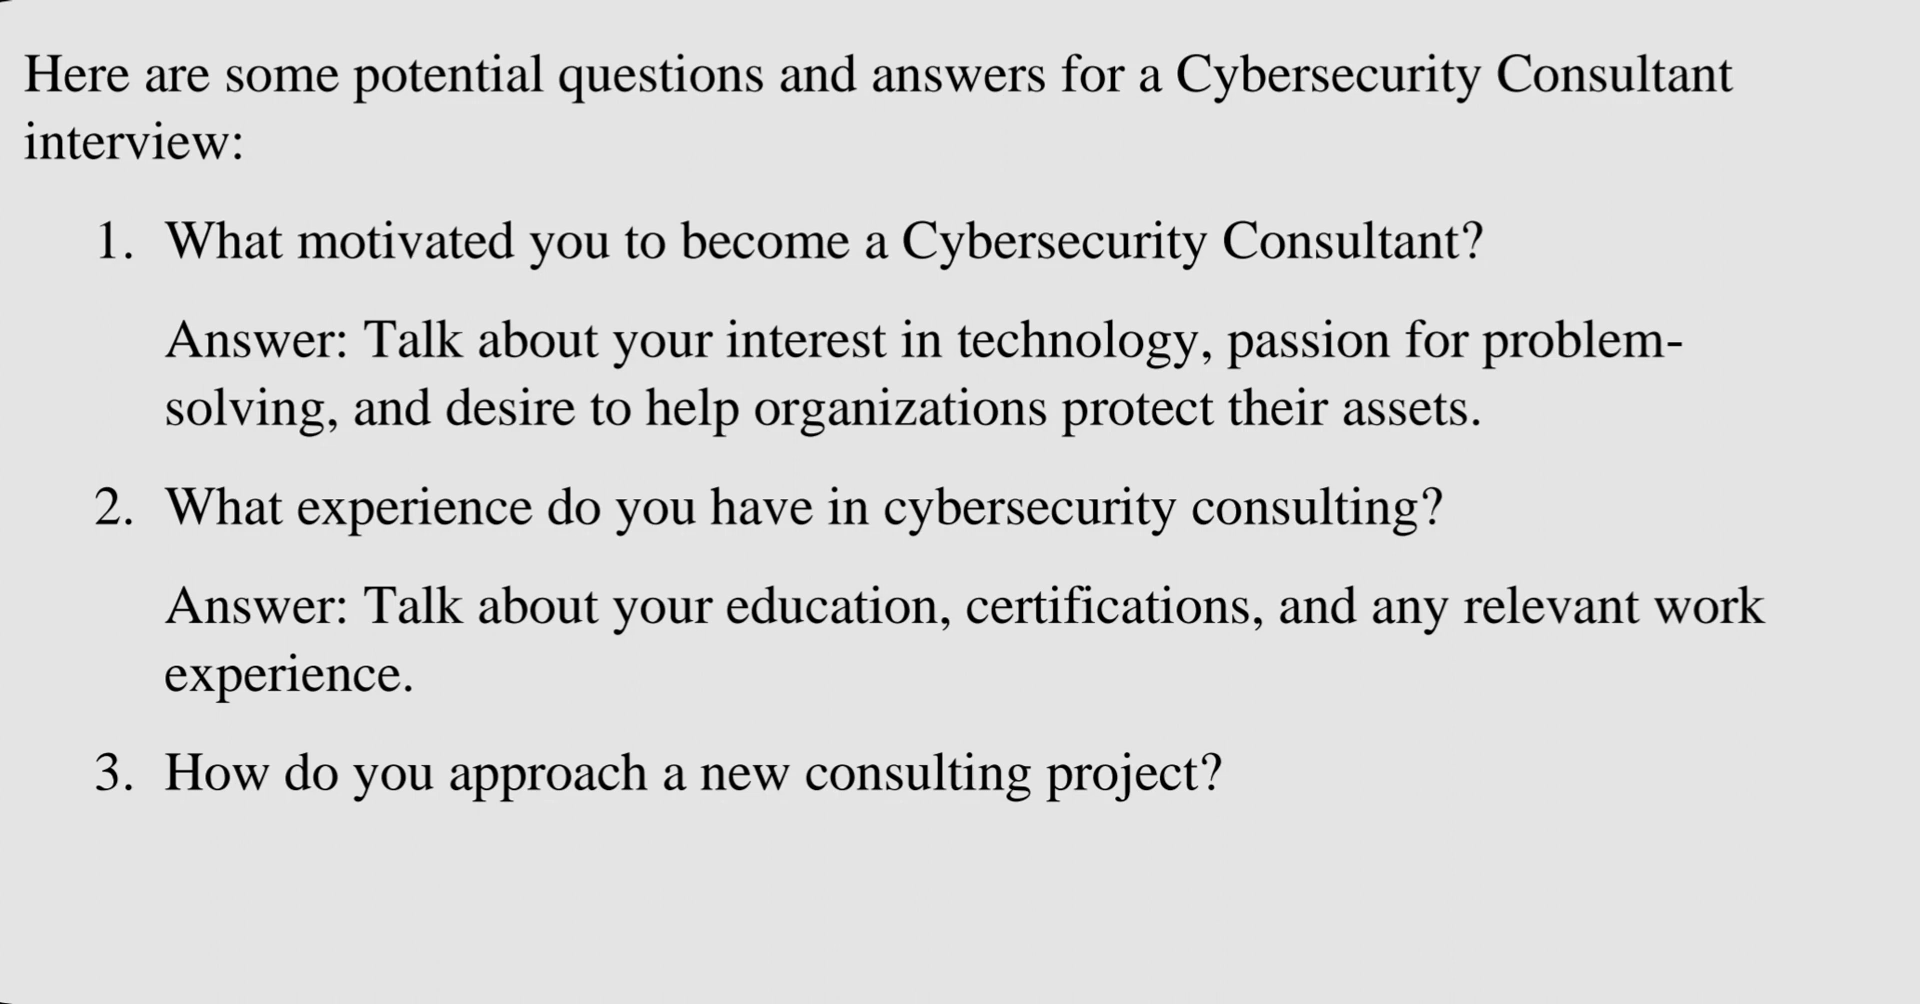 Here are some potential questions and answers for a Cybersecurity Consultant
interview:
1. What motivated you to become a Cybersecurity Consultant?
Answer: Talk about your interest in technology, passion for problem-
solving, and desire to help organizations protect their assets.
2. What experience do you have in cybersecurity consulting?
Answer: Talk about your education, certifications, and any relevant work
experience.
3. How do you approach a new consulting project?